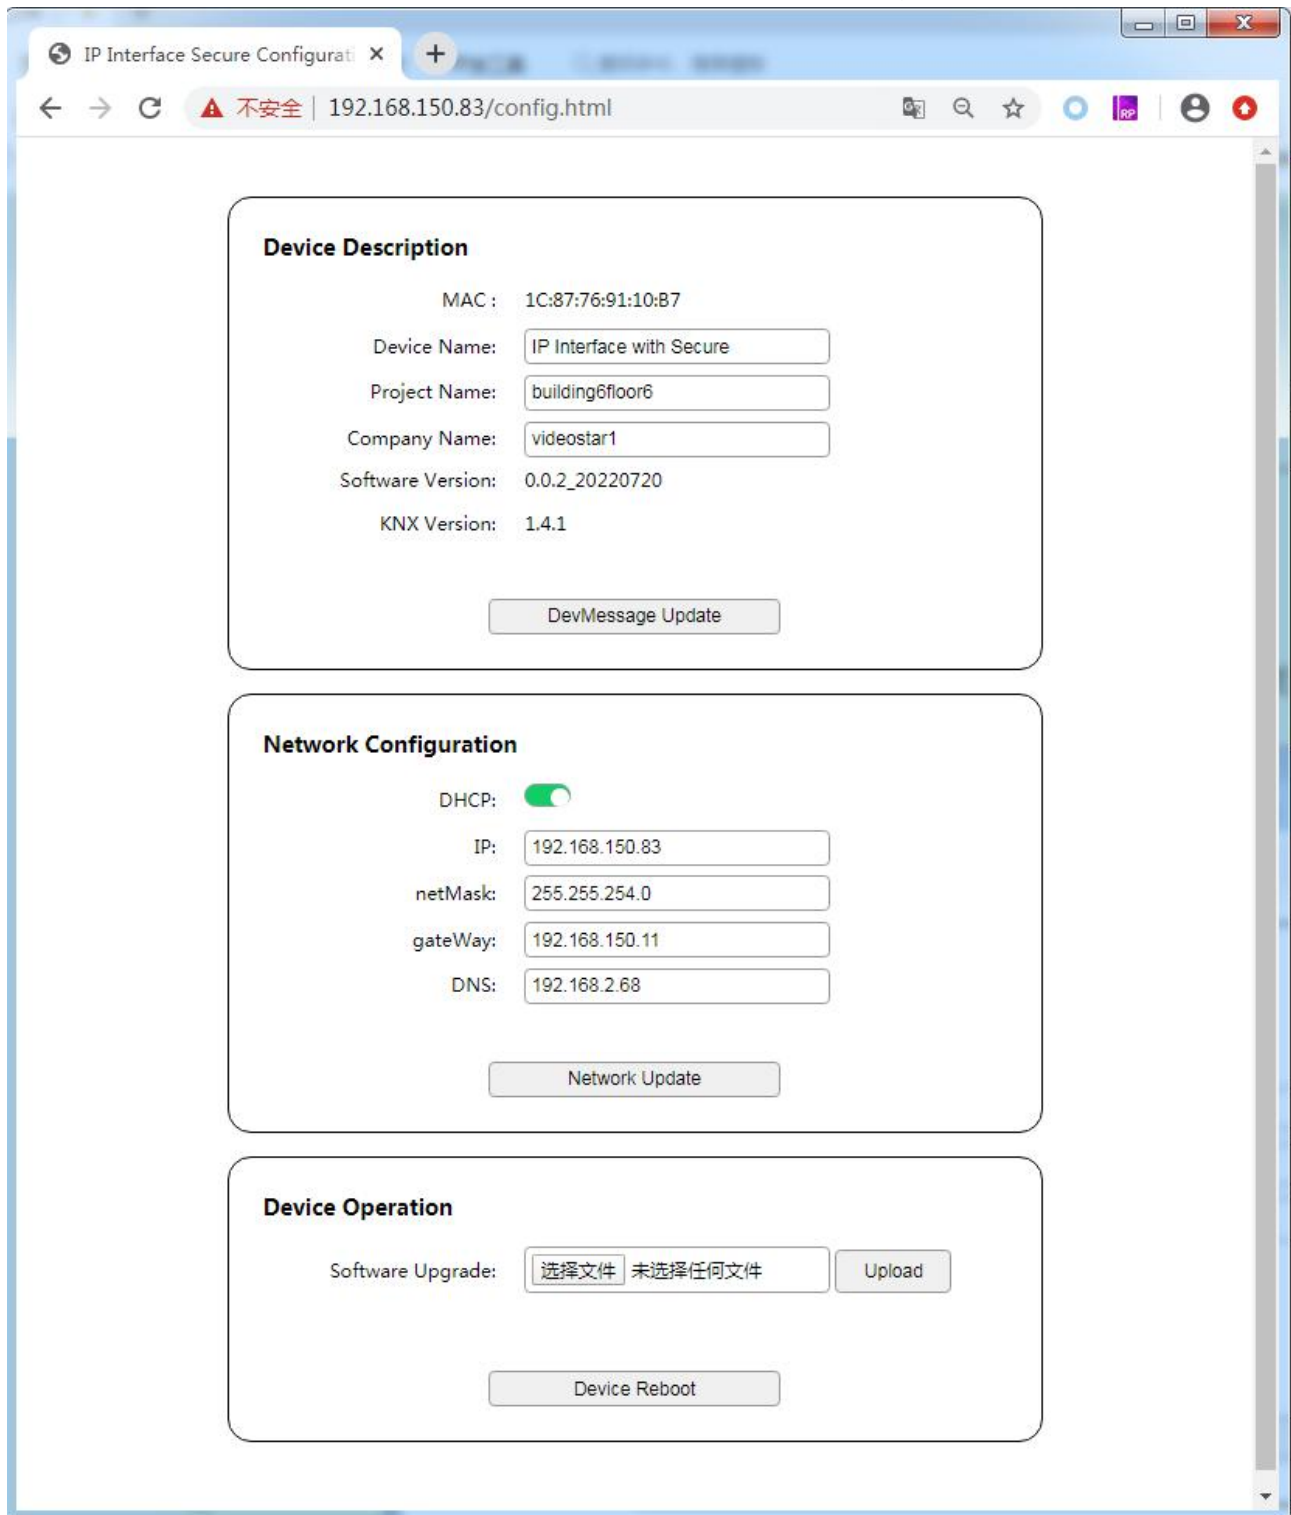 IP Interface Secure Configurati
不安全 192.168.150.83/config.html
RP
Device Description
MAC : 1C:87:76:91:10:B7
Device Name: IP Interface with Secure
Project Name: building6floor6
Company Name: videostar1
Software Version: 0.0.2_20220720
KNX Version: 1.4.1
DevMessage Update
Network Configuration
DHCP:
IP: 192.168.150.83
netMask: 255.255.254.0
gateWay: 192.168.150.11
DNS: 192.168.2.68
Network Update
Device Operation
Software Upgrade: 选择文件 未选择任何文件 Upload
Device Reboot